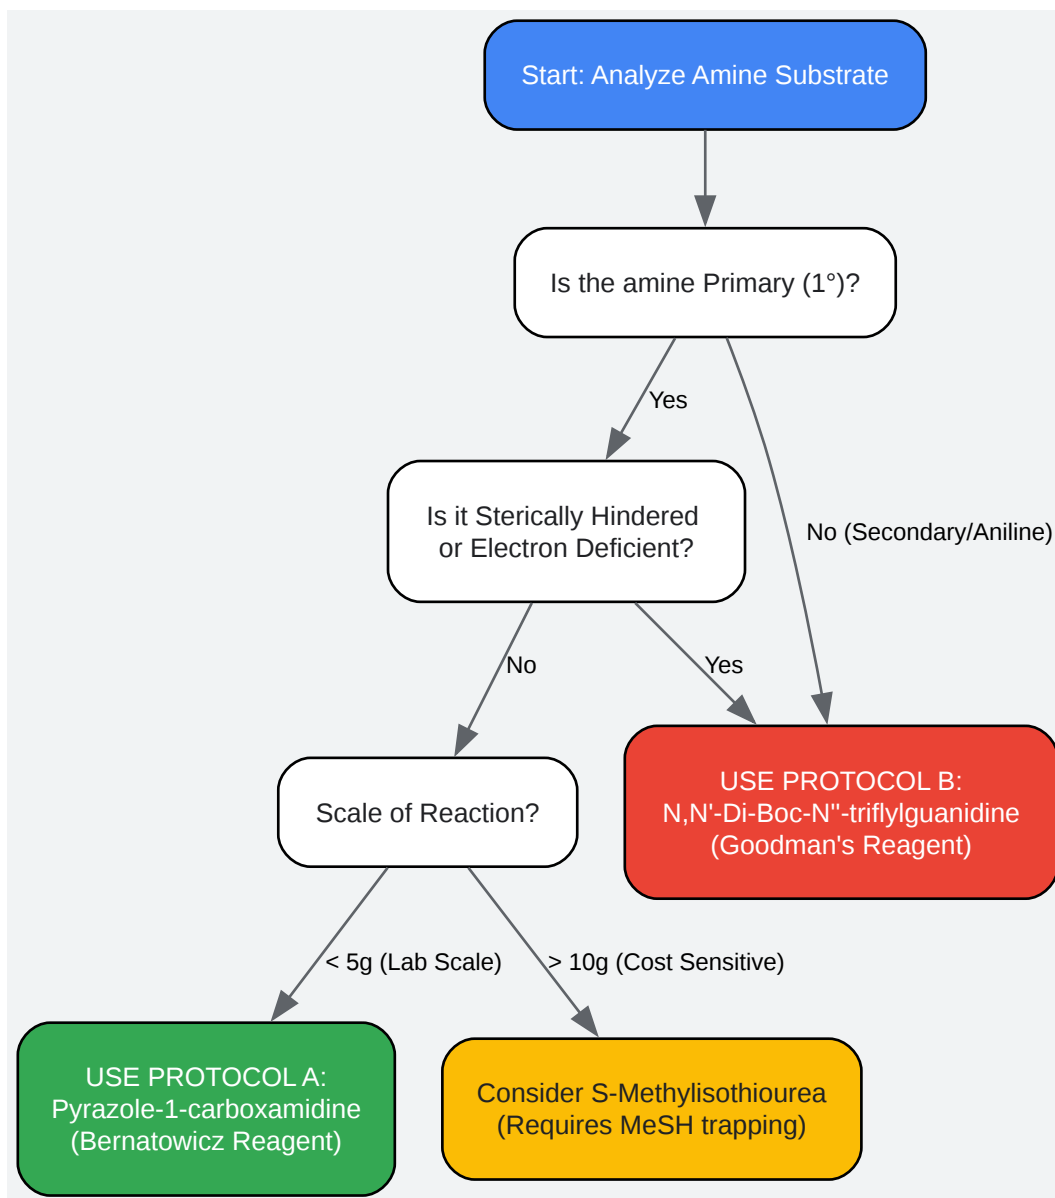 Start: Analyze Amine Substrate
Is the amine Primary (1°)?
Yes
Is it Sterically Hindered
or Electron Deficient?
No (Secondary/Aniline)
No
Yes
Scale of Reaction?
USE PROTOCOL B:
N,N'-Di-Boc-N''-triflylguanidine
(Goodman's Reagent)
< 5g (Lab Scale)
> 10g (Cost Sensitive)
USE PROTOCOL A:
Pyrazole-1-carboxamidine
(Bernatowicz Reagent)
Consider S-Methylisothiourea
(Requires MeSH trapping)